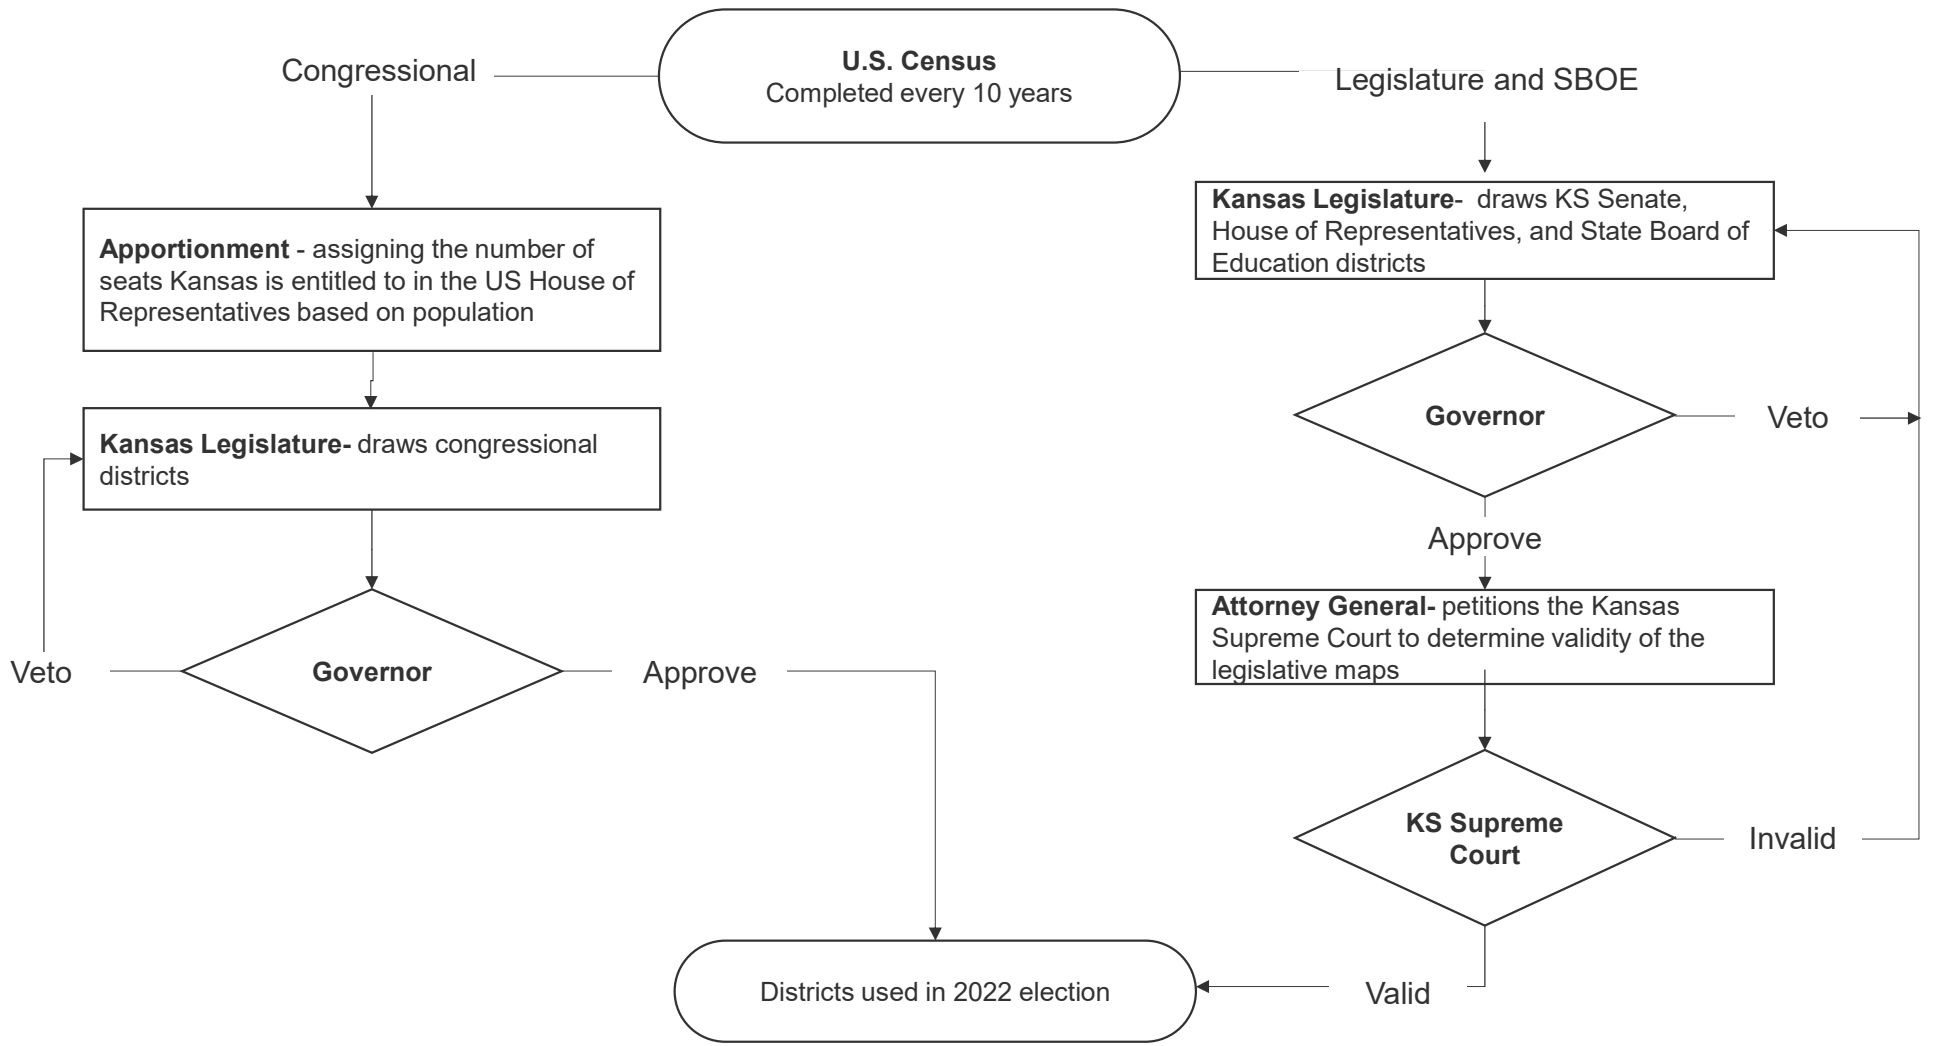 U.S. Census
Completed every 10 years
Congressional
Legislature and SBOE
Apportionment - assigning the number of
seats Kansas is entitled to in the US House of
Representatives based on population
Kansas Legislature- draws congressional
districts
Governor
Veto
Approve
Kansas Legislature- draws KS Senate,
House of Representatives, and State Board of
Education districts
Governor
Veto
Approve
Attorney General- petitions the Kansas
Supreme Court to determine validity of the
legislative maps
KS Supreme
Court
Invalid
Valid
Districts used in 2022 election